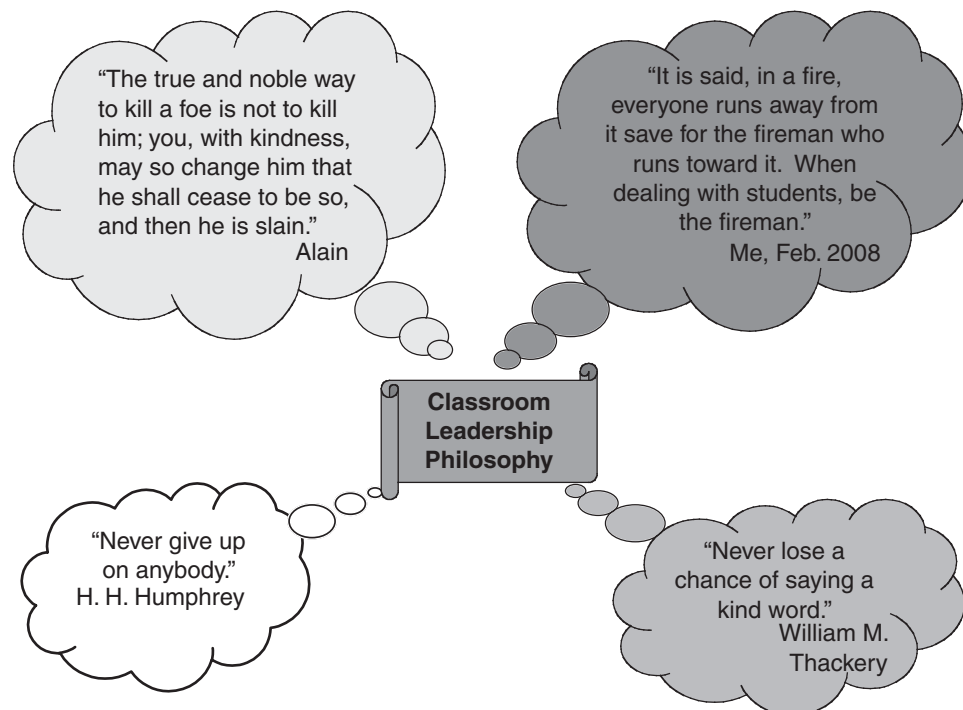 “The true and noble way
to kill a foe is not to kill
him; you, with kindness,
may so change him that
he shall cease to be so,
and then he is slain.”
Alain
“It is said, in a fire,
everyone runs away from
it save for the fireman who
runs toward it.  When
dealing with students, be
the fireman.”
Me, Feb. 2008
Classroom
Leadership
Philosophy
“Never give up
on anybody.”
H. H. Humphrey
“Never lose a
chance of saying a
kind word.”
William M.
Thackery